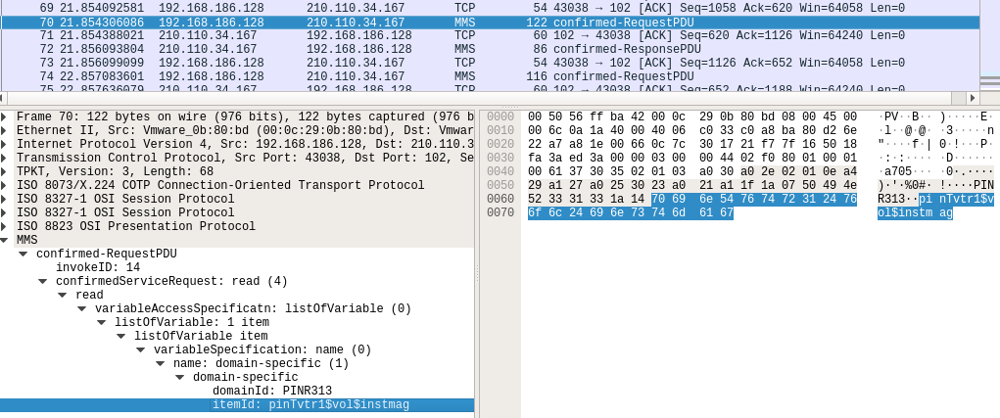 69 21.854092581 192.168.186.128 210.110.34.167 TCP 54 43038 → 102 [ACK] Seq=1058 Ack=620 Win=64058 Len=0
70 21.854306086 192.168.186.128 210.110.34.167 MMS 122 confirmed-RequestPDU
71 21.854388021 210.110.34.167 192.168.186.128 TCP 60 102 → 43038 [ACK] Seq=620 Ack=1126 Win=64240 Len=0
72 21.856093804 210.110.34.167 192.168.186.128 MMS 86 confirmed-ResponsePDU
73 21.856099099 192.168.186.128 210.110.34.167 TCP 54 43038 → 102 [ACK] Seq=1126 Ack=652 Win=64058 Len=0
74 22.857083601 192.168.186.128 210.110.34.167 MMS 116 confirmed-RequestPDU
75 22.857636079 210.110.34.167 192.168.186.128 TCP 60 102 → 43038 [ACK] Seq=652 Ack=1188 Win=64240 Len=0
Frame 70: 122 bytes on wire (976 bits), 122 bytes captured (976 b
Ethernet II, Src: Vmware_0b:80:bd (00:0c:29:0b:80:bd), Dst: Vmwar
Internet Protocol Version 4, Src: 192.168.186.128, Dst: 210.110.3
Transmission Control Protocol, Src Port: 43038, Dst Port: 102, Se
TPKT, Version: 3, Length: 68
ISO 8073/X.224 COTP Connection-Oriented Transport Protocol
ISO 8327-1 OSI Session Protocol
ISO 8327-1 OSI Session Protocol
ISO 8823 OSI Presentation Protocol
MMS
confirmed-RequestPDU
invokeID: 14
confirmedServiceRequest: read (4)
read
variableAccessSpecificatn: listOfVariable (0)
listOfVariable: 1 item
listOfVariable item
variableSpecification: name (0)
name: domain-specific (1)
domain-specific
domainId: PINR313
itemId: pinTvtr1$vol$instmag
0000 00 50 56 ff ba 42 00 0c 29 0b 80 bd 08 00 45 00 ·PV··B·· )·····E·
0010 00 6c 0a 1a 40 00 40 06 c0 33 c0 a8 ba 80 d2 6e ·l··@·@· ·3·····n
0020 22 a7 a8 1e 00 66 0c 7c 30 17 21 f7 7f 16 50 18 "····f·| 0·!···P·
0030 fa 3a ed 3a 00 00 03 00 00 44 02 f0 80 01 00 01 ·:·:···· ·D······
0040 00 61 37 30 35 02 01 03 a0 30 a0 2e 02 01 0e a4 ·a705··· ·0·.····
0050 29 a1 27 a0 25 30 23 a0 21 a1 1f 1a 07 50 49 4e )·'·%0#· !····PIN
0060 52 33 31 33 1a 14 70 69 6e 54 76 74 72 31 24 76 R313··pi nTvtr1$v
0070 6f 6c 24 69 6e 73 74 6d 61 67 ol$instm ag